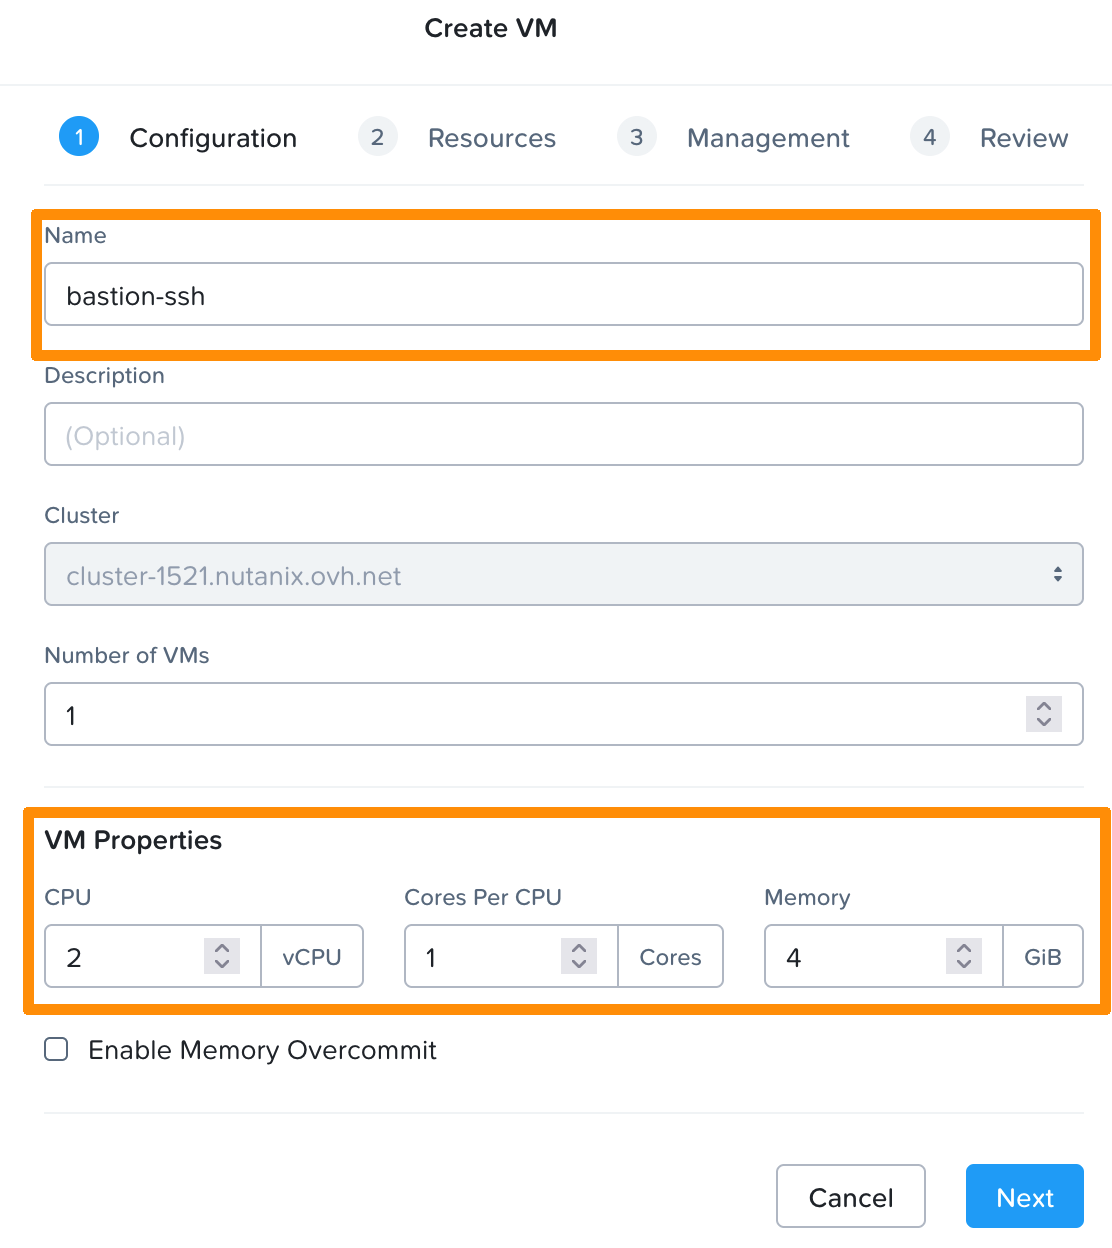 Create VM
1 Configuration 2 Resources 3 Management 4 Review
Name
bastion-ssh
Description
(Optional)
Cluster
cluster-1521.nutanix.ovh.net
Number of VMs
1
VM Properties
CPU Cores Per CPU Memory
2 vCPU 1 Cores 4 GiB
Enable Memory Overcommit
Cancel Next